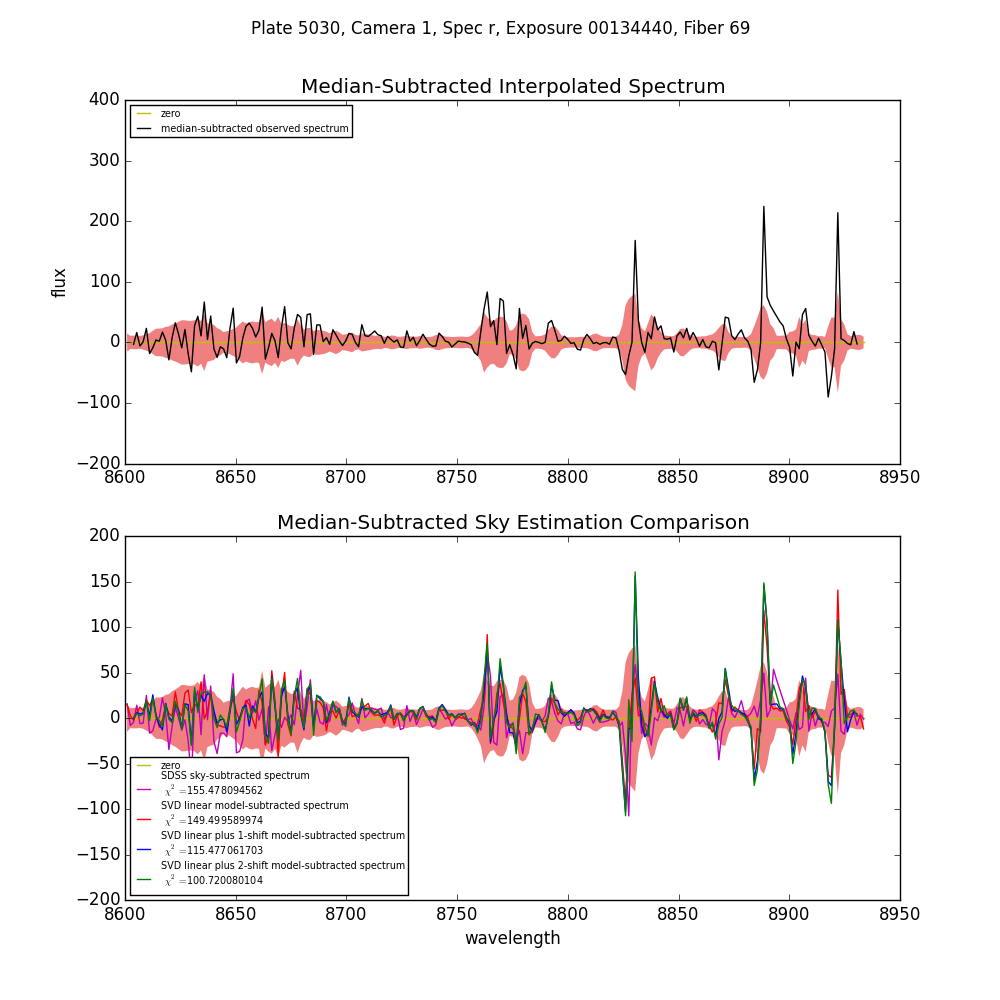 Plate 5030, Camera 1, Spec r, Exposure 00134440, Fiber 69
Median-Subtracted Interpolated Spectrum
400
300
200
100
0
−100
−200
flux
zero
median-subtracted observed spectrum
8600 8650 8700 8750 8800 8850 8900 8950
Median-Subtracted Sky Estimation Comparison
200
150
100
50
0
−50
−100
−150
−200
zero
SDSS sky-subtracted spectrum
χ² =155.478094562
SVD linear model-subtracted spectrum
χ² =149.499589974
SVD linear plus 1-shift model-subtracted spectrum
χ² =115.477061703
SVD linear plus 2-shift model-subtracted spectrum
χ² =100.720080104
8600 8650 8700 8750 8800 8850 8900 8950
wavelength